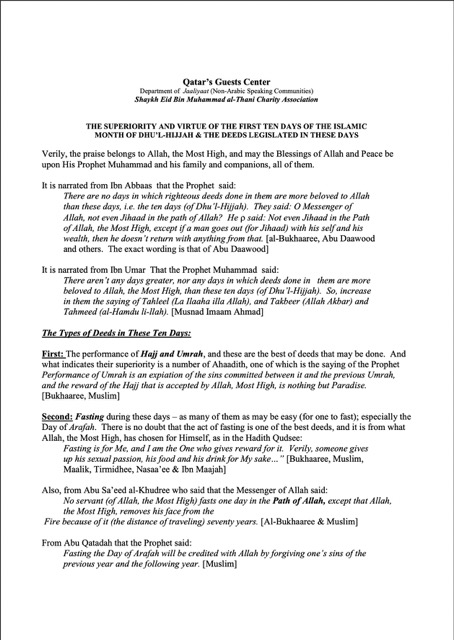 Qatar's Guests Center
Department of Jaaliyaat (Non-Arabic Speaking Communities)
Shaykh Eid Bin Muhammad al-Thani Charity Association
THE SUPERIORITY AND VIRTUE OF THE FIRST TEN DAYS OF THE ISLAMIC
MONTH OF DHU'L-HIJJAH & THE DEEDS LEGISLATED IN THESE DAYS
Verily, the praise belongs to Allah, the Most High, and may the Blessings of Allah and Peace be
upon His Prophet Muhammad and his family and companions, all of them.
It is narrated from Ibn Abbaas that the Prophet said:
There are no days in which righteous deeds done in them are more beloved to Allah
than these days, i.e. the ten days (of Dhu'l-Hijjah). They said: O Messenger of
Allah, not even Jihaad in the path of Allah? He ρ said: Not even Jihaad in the Path
of Allah, the Most High, except if a man goes out (for Jihaad) with his self and his
wealth, then he doesn't return with anything from that. [al-Bukhaaree, Abu Daawood
and others. The exact wording is that of Abu Daawood]
It is narrated from Ibn Umar That the Prophet Muhammad said:
There aren't any days greater, nor any days in which deeds done in them are more
beloved to Allah, the Most High, than these ten days (of Dhu'l-Hijjah). So, increase
in them the saying of Tahleel (La Ilaaha illa Allah), and Takbeer (Allah Akbar) and
Tahmeed (al-Hamdu li-llah). [Musnad Imaam Ahmad]
The Types of Deeds in These Ten Days:
First: The performance of Hajj and Umrah, and these are the best of deeds that may be done. And
what indicates their superiority is a number of Ahaadith, one of which is the saying of the Prophet
Performance of Umrah is an expiation of the sins committed between it and the previous Umrah,
and the reward of the Hajj that is accepted by Allah, Most High, is nothing but Paradise.
[Bukhaaree, Muslim]
Second: Fasting during these days – as many of them as may be easy (for one to fast); especially the
Day of Arafah. There is no doubt that the act of fasting is one of the best deeds, and it is from what
Allah, the Most High, has chosen for Himself, as in the Hadith Qudsee:
Fasting is for Me, and I am the One who gives reward for it. Verily, someone gives
up his sexual passion, his food and his drink for My sake…" [Bukhaaree, Muslim,
Maalik, Tirmidhee, Nasaa'ee & Ibn Maajah]
Also, from Abu Sa'eed al-Khudree who said that the Messenger of Allah said:
No servant (of Allah, the Most High) fasts one day in the Path of Allah, except that Allah,
the Most High, removes his face from the
Fire because of it (the distance of traveling) seventy years. [Al-Bukhaaree & Muslim]
From Abu Qatadah that the Prophet said:
Fasting the Day of Arafah will be credited with Allah by forgiving one's sins of the
previous year and the following year. [Muslim]